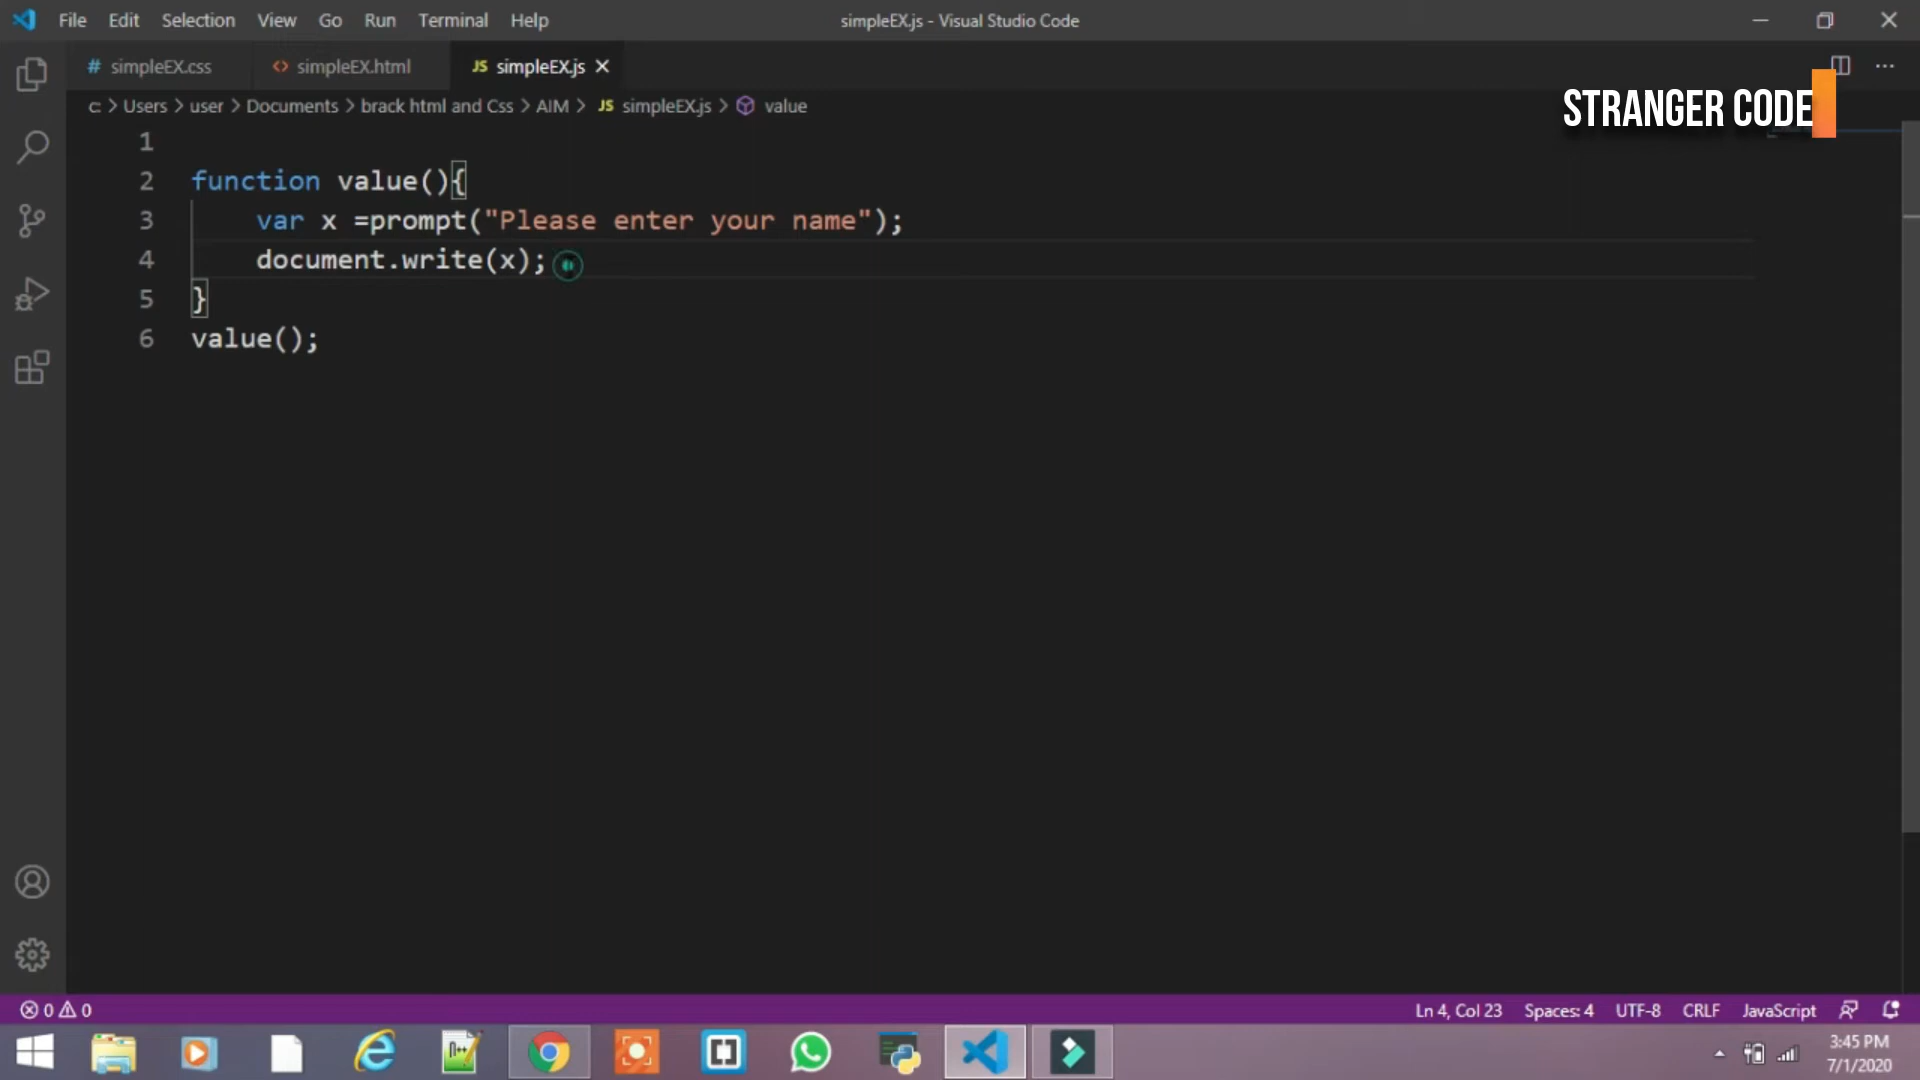 File Edit Selection View Go Run Terminal Help simpleEX.js - Visual Studio Code
# simpleEX.css <> simpleEX.html JS simpleEX.js
c: > Users > user > Documents > brack html and Css > AIM > JS simpleEX.js > value
STRANGER CODE
1
2 function value(){
3 var x =prompt("Please enter your name");
4 document.write(x);
5 }
6 value();
0 0 Ln 4, Col 23 Spaces: 4 UTF-8 CRLF JavaScript
3:45 PM
7/1/2020